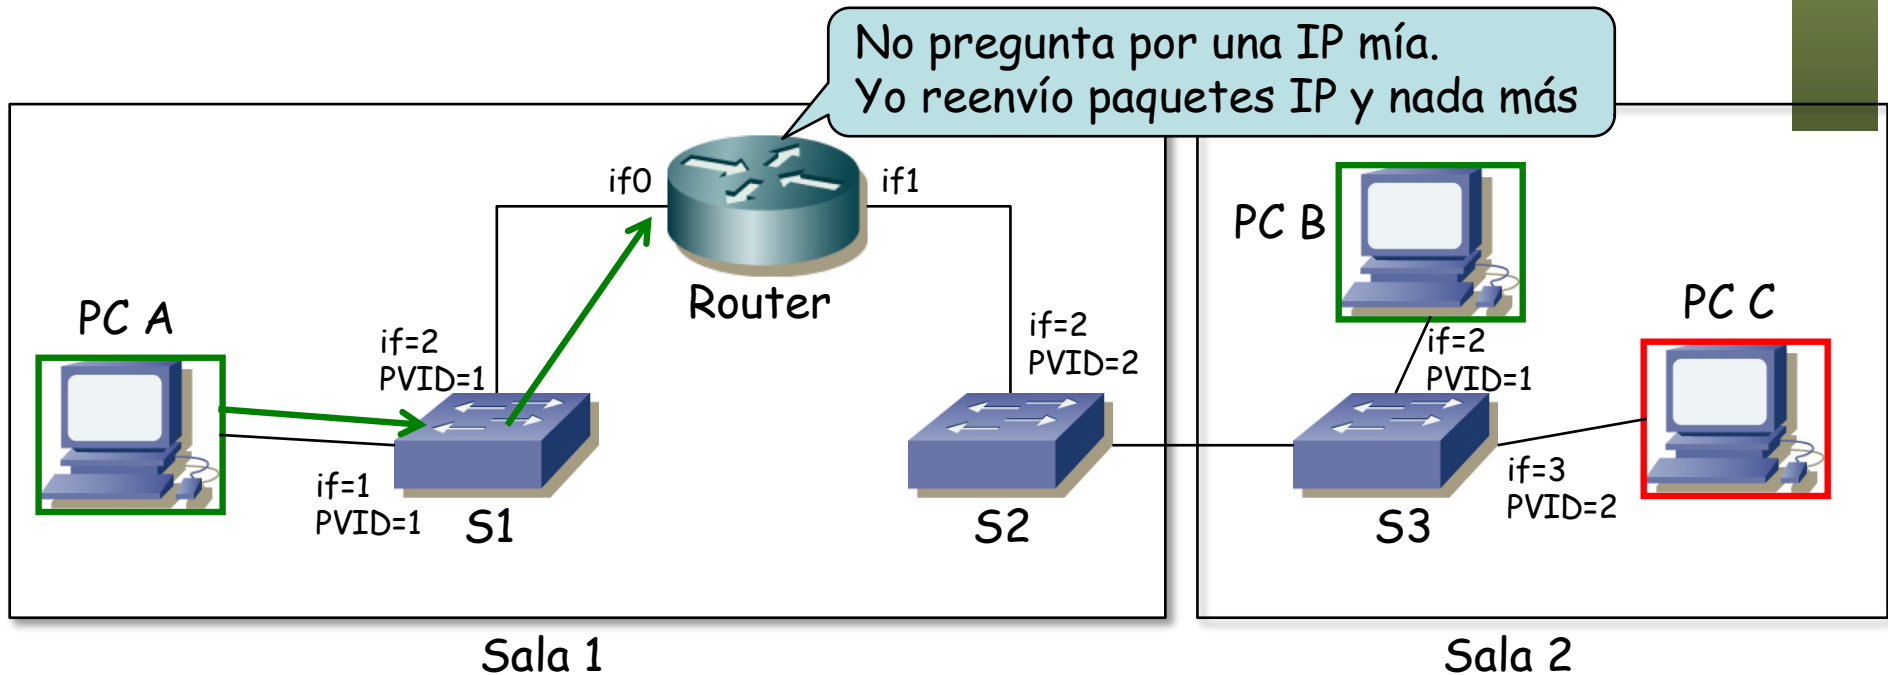 No pregunta por una IP mía.
Yo reenvío paquetes IP y nada más
if0
if1
PC B
Router
PC A
PC C
if=2
PVID=1
if=2
PVID=2
if=2
PVID=1
if=1
PVID=1
S1
S2
S3
if=3
PVID=2
Sala 1
Sala 2